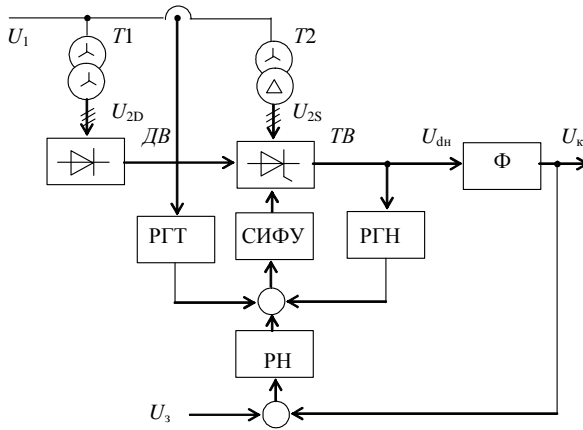 U₁ T1 T2
U₂D U₂S
ДВ ТВ Udн Uк
Ф
РГТ СИФУ РГН
РН
Uз